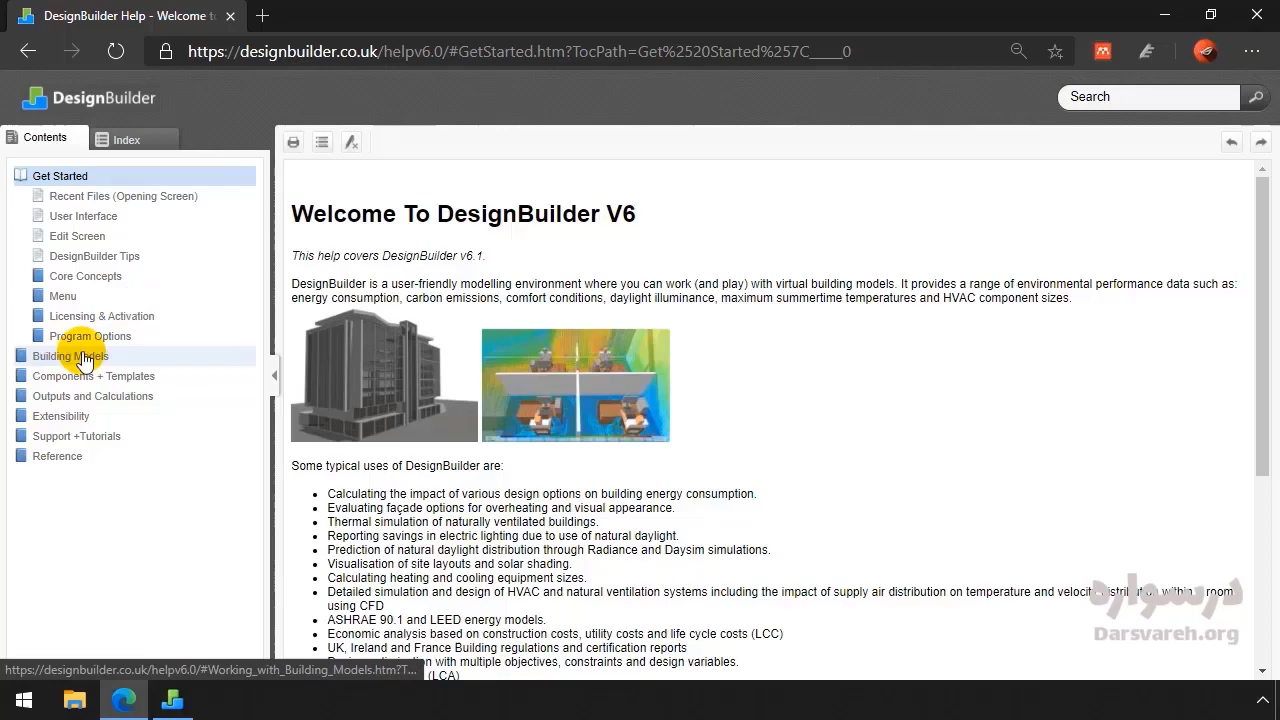 DesignBuilder Help - Welcome to
https://designbuilder.co.uk/helpv6.0/#GetStarted.htm?TocPath=Get%2520Started%257C_____0
DesignBuilder
Search
Contents
Index
Get Started
Recent Files (Opening Screen)
User Interface
Edit Screen
DesignBuilder Tips
Core Concepts
Menu
Licensing & Activation
Program Options
Building Models
Components + Templates
Outputs and Calculations
Extensibility
Support +Tutorials
Reference
Welcome To DesignBuilder V6
This help covers DesignBuilder v6.1.
DesignBuilder is a user-friendly modelling environment where you can work (and play) with virtual building models. It provides a range of environmental performance data such as:
energy consumption, carbon emissions, comfort conditions, daylight illuminance, maximum summertime temperatures and HVAC component sizes.
Some typical uses of DesignBuilder are:
Calculating the impact of various design options on building energy consumption.
Evaluating façade options for overheating and visual appearance.
Thermal simulation of naturally ventilated buildings.
Reporting savings in electric lighting due to use of natural daylight.
Prediction of natural daylight distribution through Radiance and Daysim simulations.
Visualisation of site layouts and solar shading.
Calculating heating and cooling equipment sizes.
Detailed simulation and design of HVAC and natural ventilation systems including the impact of supply air distribution on temperature and velocity distribution within a room
using CFD
ASHRAE 90.1 and LEED energy models.
Economic analysis based on construction costs, utility costs and life cycle costs (LCC)
UK, Ireland and France Building regulations and certification reports
with multiple objectives, constraints and design variables.
(LCA)
درسواره
Darsvareh.org
https://designbuilder.co.uk/helpv6.0/#Working_with_Building_Models.htm?T...